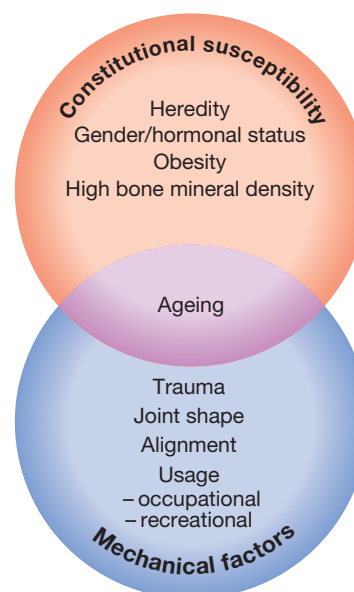 Constitutional susceptibility
Heredity
Gender/hormonal status
Obesity
High bone mineral density
Ageing
Trauma
Joint shape
Alignment
Usage
– occupational
– recreational
Mechanical factors